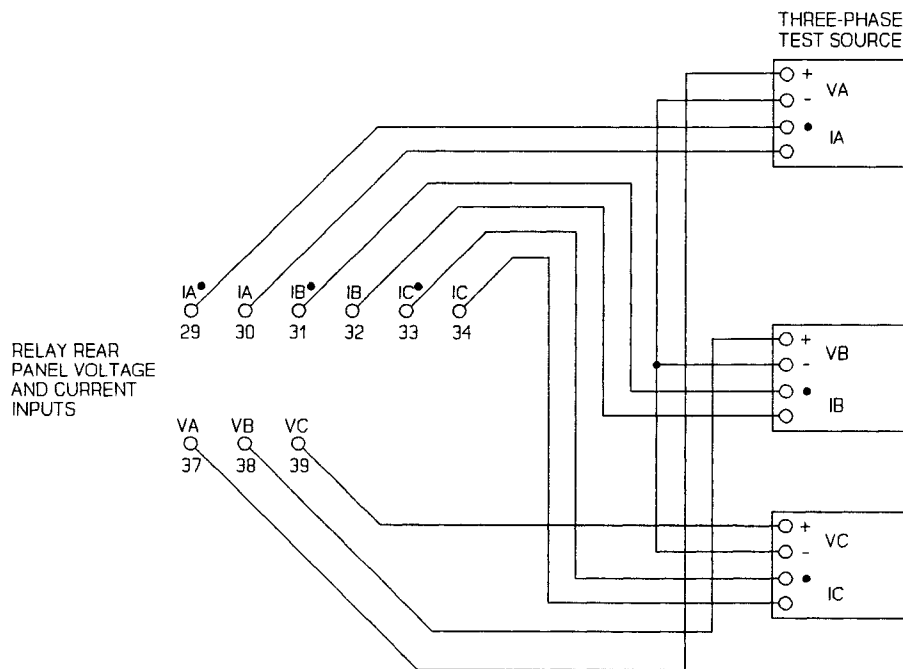 THREE-PHASE
TEST SOURCE
+
VA
-
•
IA
IA• IA IB• IB IC• IC
29 30 31 32 33 34
RELAY REAR
PANEL VOLTAGE
AND CURRENT
INPUTS
+
VB
-
•
IB
VA VB VC
37 38 39
+
VC
-
•
IC